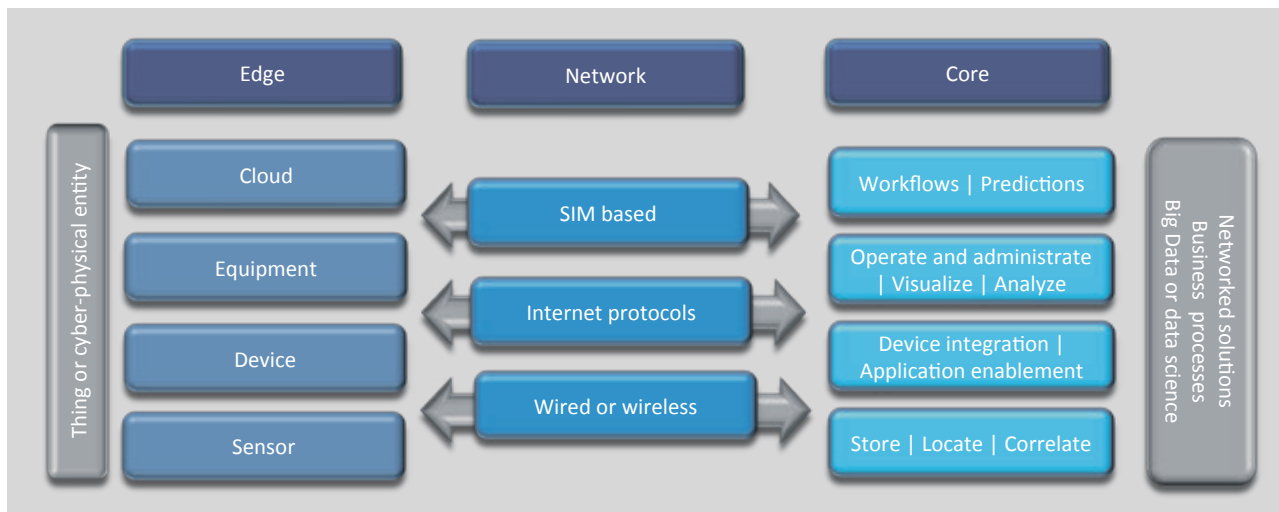 Edge
Network
Core
Thing or cyber-physical entity
Cloud
Equipment
Device
Sensor
SIM based
Internet protocols
Wired or wireless
Workflows | Predictions
Operate and administrate
| Visualize | Analyze
Device integration |
Application enablement
Store | Locate | Correlate
Networked solutions
Business processes
Big Data or data science